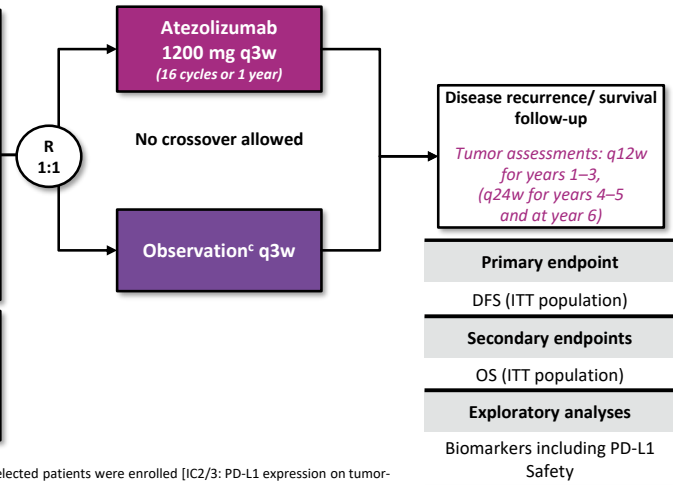 Atezolizumab
1200 mg q3w
(16 cycles or 1 year)
R
1:1
No crossover allowed
Observationᶜ q3w
Disease recurrence/ survival
follow-up
Tumor assessments: q12w
for years 1–3,
(q24w for years 4–5
and at year 6)
Primary endpoint
DFS (ITT population)
Secondary endpoints
OS (ITT population)
Exploratory analyses
Biomarkers including PD-L1
Safety
elected patients were enrolled [IC2/3: PD-L1 expression on tumor-